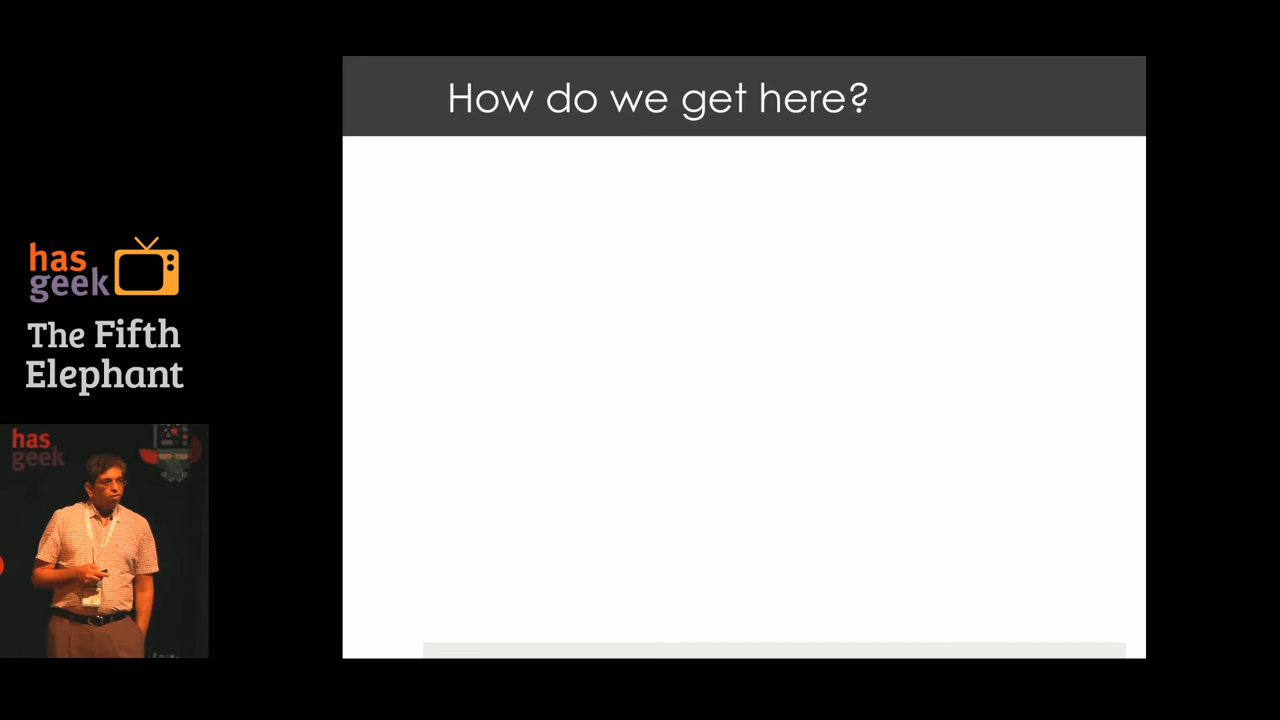 How do we get here?
has
geek
The Fifth
Elephant
has
geek